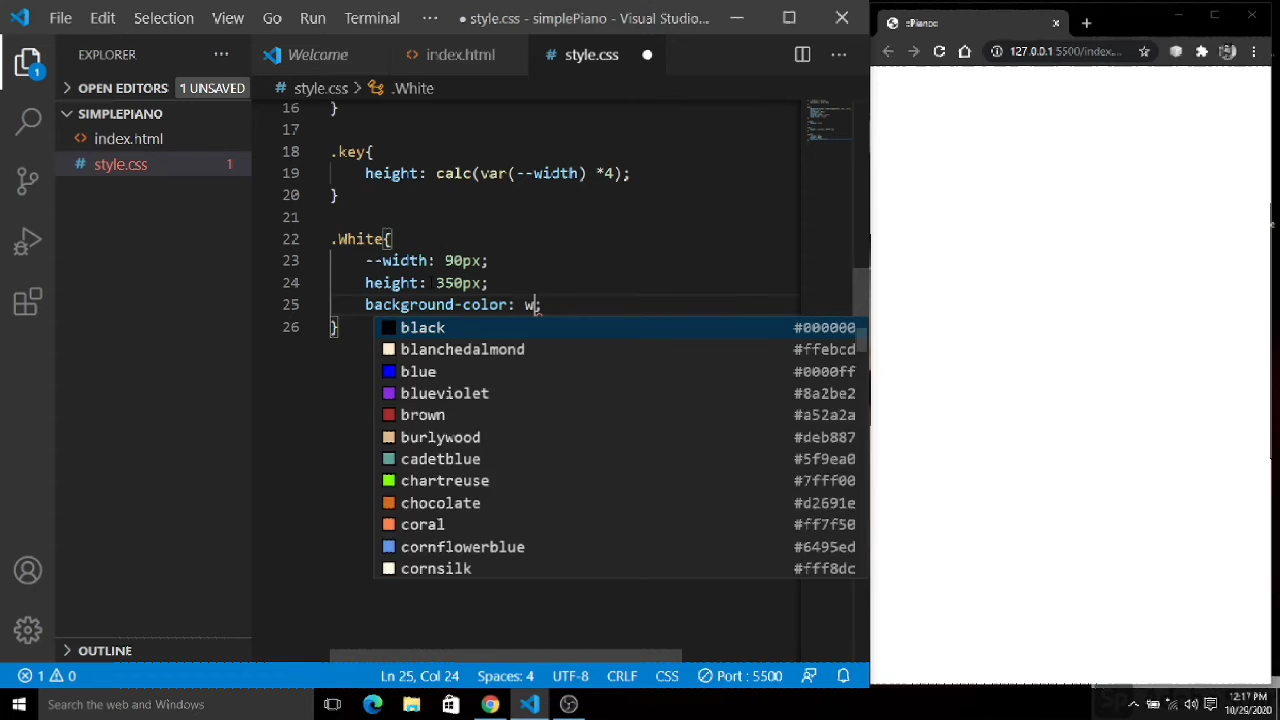 File Edit Selection View Go Run Terminal ··· ● style.css - simplePiano - Visual Studio...
Piano
127.0.0.1:5500/index...
EXPLORER ···
Welcome
<> index.html
# style.css ●
1
> OPEN EDITORS 1 UNSAVED
# style.css > .White
SIMPLEPIANO
<> index.html
# style.css 1
16 }
17
18 .key{
19 height: calc(var(--width) *4);
20 }
21
22 .White{
23 --width: 90px;
24 height: 350px;
25 background-color: w;
26 }
black #000000
blanchedalmond #ffebcd
blue #0000ff
blueviolet #8a2be2
brown #a52a2a
burlywood #deb887
cadetblue #5f9ea0
chartreuse #7fff00
chocolate #d2691e
coral #ff7f50
cornflowerblue #6495ed
cornsilk #fff8dc
> OUTLINE
1 0 Ln 25, Col 24 Spaces: 4 UTF-8 CRLF CSS Port : 5500
Search the web and Windows
12:17 PM
10/29/2020